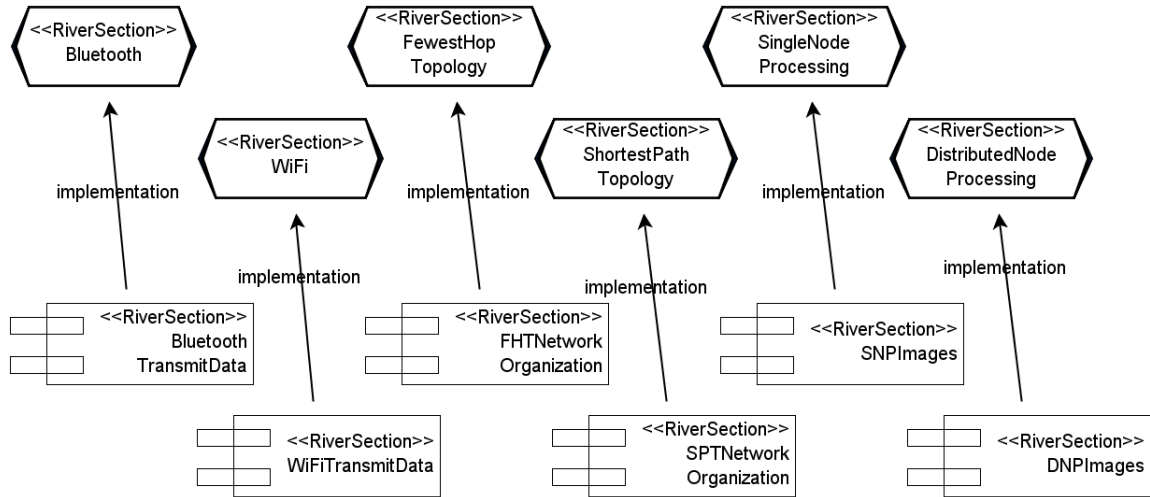 <<RiverSection>>
Bluetooth
<<RiverSection>>
FewestHop
Topology
<<RiverSection>>
SingleNode
Processing
<<RiverSection>>
WiFi
<<RiverSection>>
ShortestPath
Topology
<<RiverSection>>
DistributedNode
Processing
implementation
implementation
implementation
implementation
implementation
implementation
<<RiverSection>>
Bluetooth
TransmitData
<<RiverSection>>
FHTNetwork
Organization
<<RiverSection>>
SNPImages
<<RiverSection>>
WiFiTransmitData
<<RiverSection>>
SPTNetwork
Organization
<<RiverSection>>
DNPImages